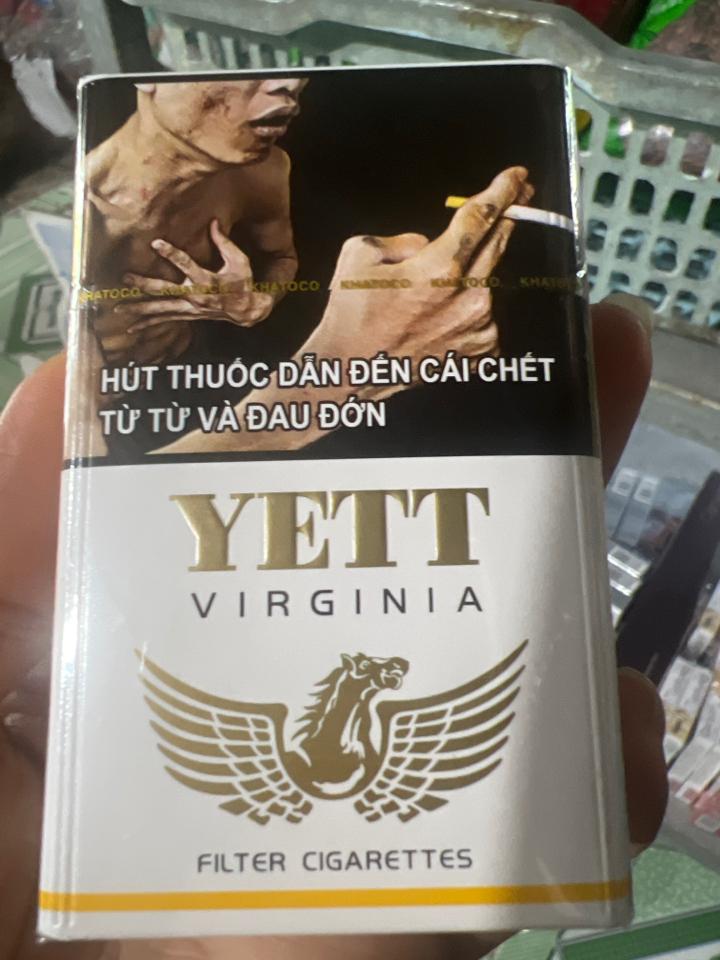 KHATOCO KHATOCO KHATOCO KHATOCO KHATOCO KHATOCO
HÚT THUỐC DẪN ĐẾN CÁI CHẾT
TỪ TỪ VÀ ĐAU ĐỚN
YETT
VIRGINIA
FILTER CIGARETTES